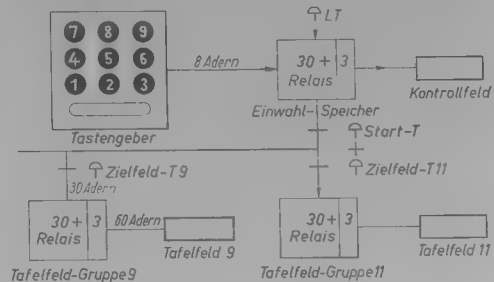 LT
7 8 9
4 5 6
1 2 3
8 Adern
30 + 3
Relais
Kontrollfeld
Tastengeber
Einwahl-Speicher
Start-T
+
Zielfeld-T9
Zielfeld-T11
30 Adern
30 + 3
Relais
60 Adern
Tafelfeld 9
30 + 3
Relais
Tafelfeld 11
Tafelfeld-Gruppe 9
Tafelfeld-Gruppe 11